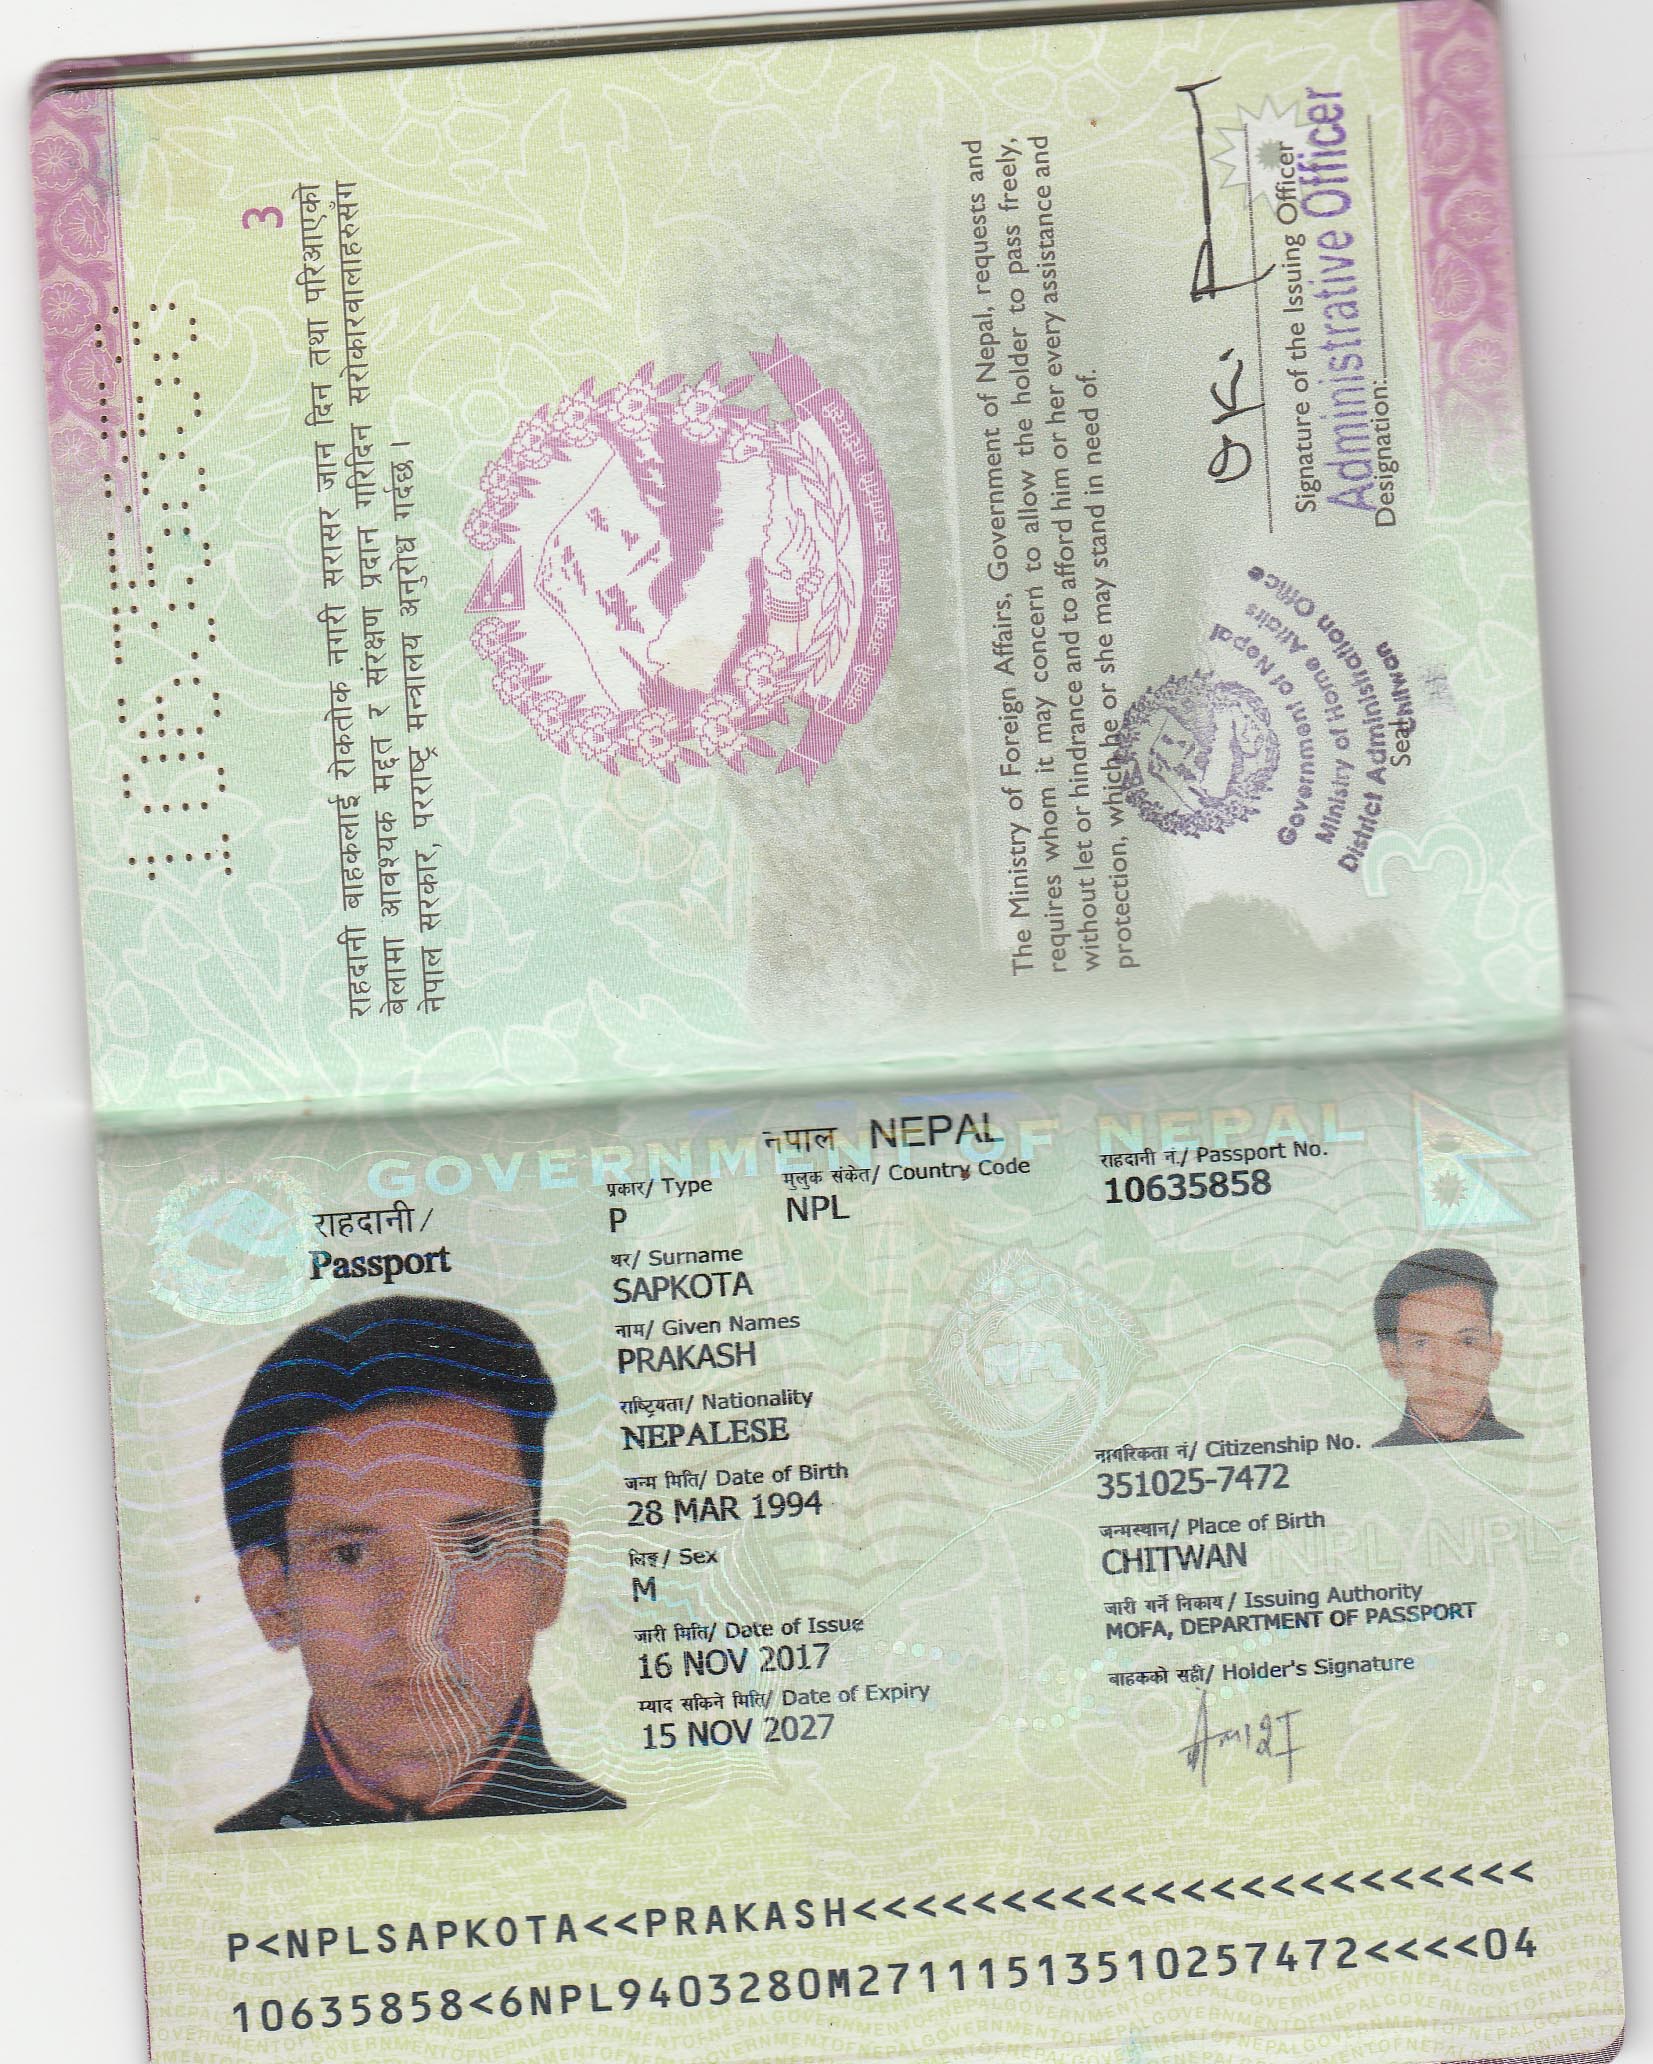 3
राहदानी बाहकलाई रोकतोक नगरी सरासर जान दिन तथा परिआएको
बेलामा आवश्यक मद्दत र संरक्षण प्रदान गरिदिन सरोकारवालाहरुसँग
नेपाल सरकार, परराष्ट्र मन्त्रालय अनुरोध गर्दछ।
The Ministry of Foreign Affairs, Government of Nepal, requests and
requires whom it may concern to allow the holder to pass freely,
without let or hindrance and to afford him or her every assistance and
protection, which he or she may stand in need of.
Signature of the Issuing Officer
Administrative Officer
Designation:
Government of Nepal
Ministry of Home Affairs
District Administration Office
Chitwan
Seal
3
GOVERNMENT OF NEPAL
नेपाल NEPAL
राहदानी/
Passport
प्रकार/ Type
मुलुक संकेत/ Country Code
राहदानी नं./ Passport No.
P
NPL
10635858
थर/ Surname
SAPKOTA
नाम/ Given Names
PRAKASH
राष्ट्रियता/ Nationality
NEPALESE
जन्म मिति/ Date of Birth
28 MAR 1994
लिङ्ग/ Sex
M
जारी मिति/ Date of Issue
16 NOV 2017
म्याद सकिने मिति/ Date of Expiry
15 NOV 2027
NPL
नागरिकता नं/ Citizenship No.
351025-7472
जन्मस्थान/ Place of Birth
CHITWAN
जारी गर्ने निकाय/ Issuing Authority
MOFA, DEPARTMENT OF PASSPORT
बाहकको सही/ Holder's Signature
P<NPLSAPKOTA<<PRAKASH<<<<<<<<<<<<<<<<<<<<<<<
10635858<6NPL9403280M27111513510257472<<<<04